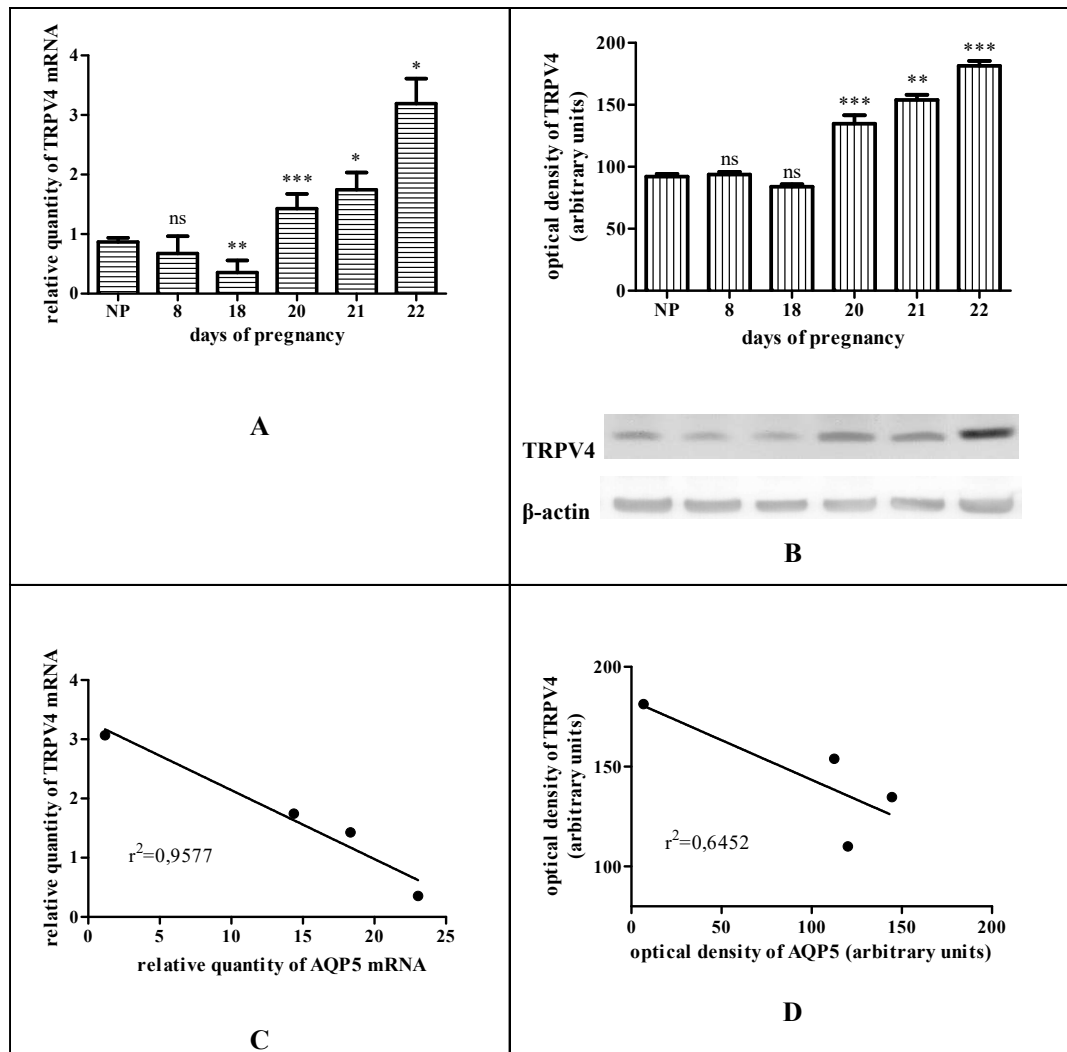 relative quantity of TRPV4 mRNA
4
3
2
1
0
ns
**
***
*
*
*
NP 8 18 20 21 22
days of pregnancy
A
optical density of TRPV4
(arbitrary units)
200
150
100
50
0
ns
ns
***
**
***
NP 8 18 20 21 22
days of pregnancy
TRPV4
β-actin
B
relative quantity of TRPV4 mRNA
4
3
2
1
0
r²=0,9577
0 5 10 15 20 25
relative quantity of AQP5 mRNA
C
optical density of TRPV4
(arbitrary units)
200
150
100
r²=0,6452
0 50 100 150 200
optical density of AQP5 (arbitrary units)
D